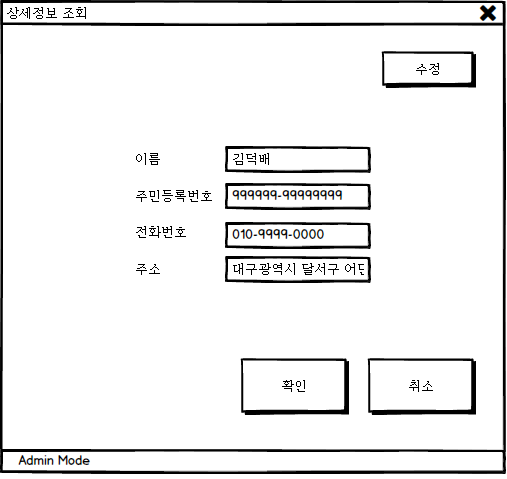 상세정보 조회
수정
이름 김덕배
주민등록번호 999999-99999999
전화번호 010-9999-0000
주소 대구광역시 달서구
확인 취소
Admin Mode